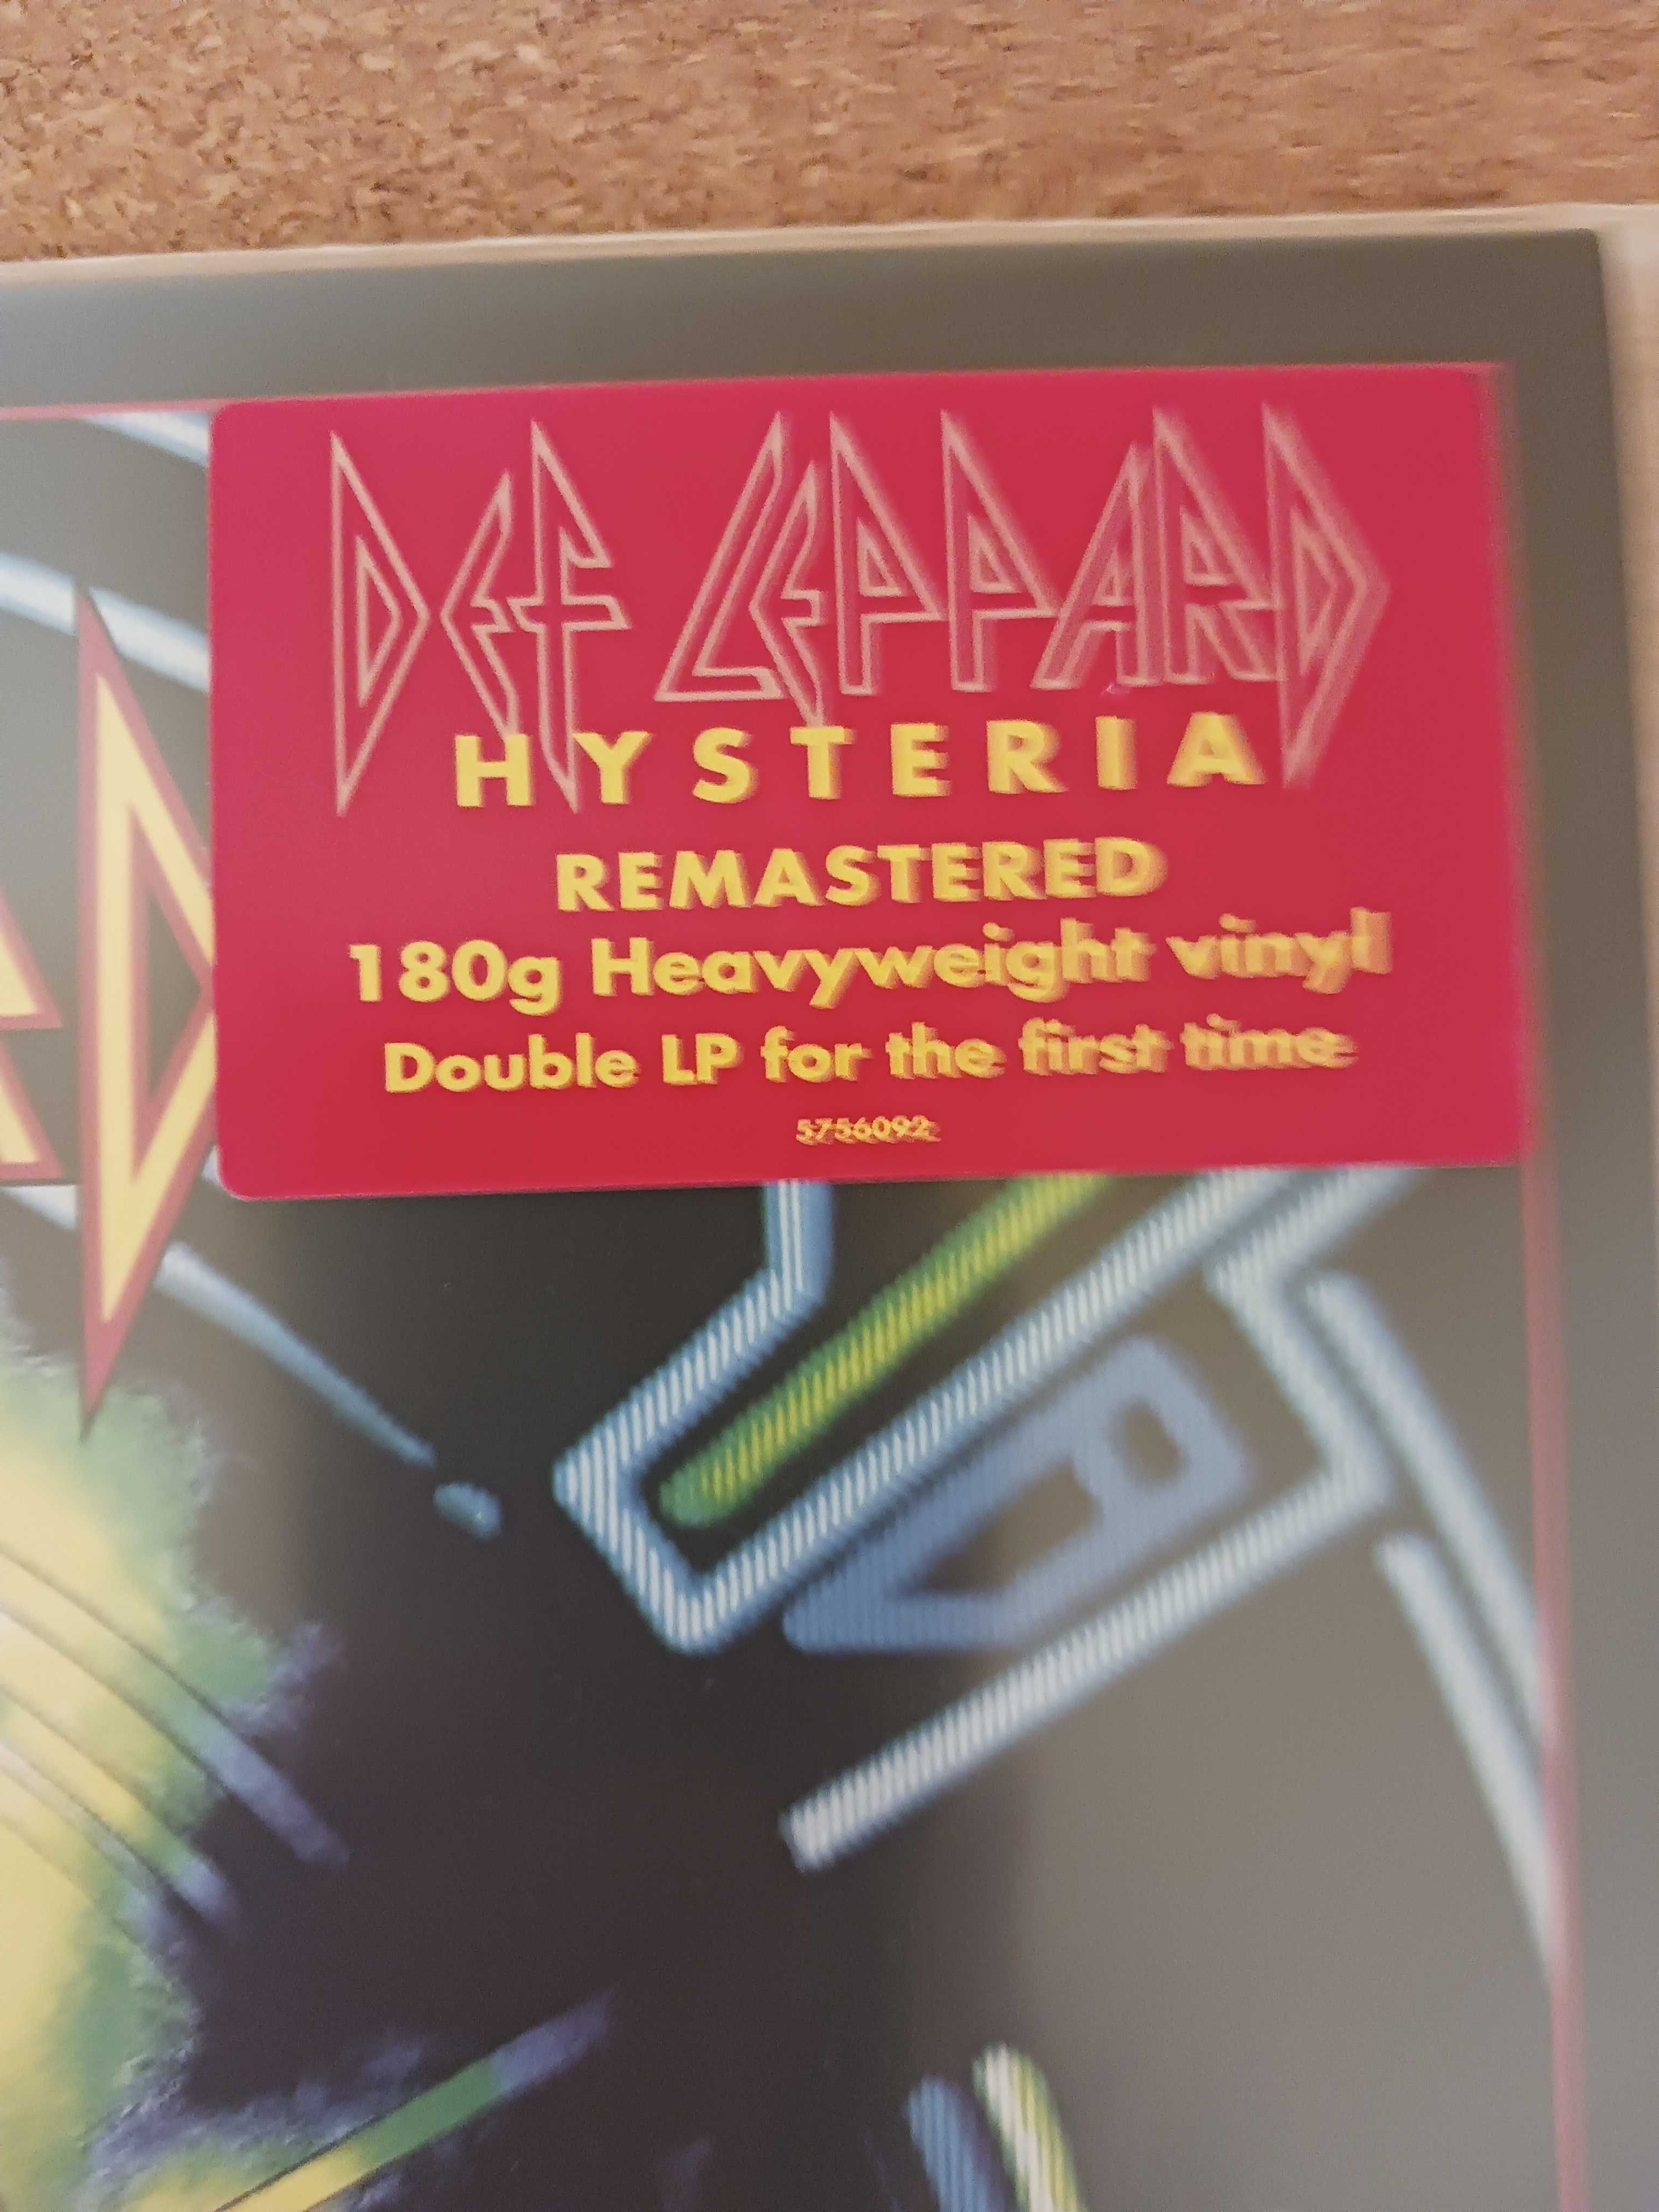 DEF LEPPARD
HYSTERIA
REMASTERED
180g Heavyweight vinyl
Double LP for the first time
5756092